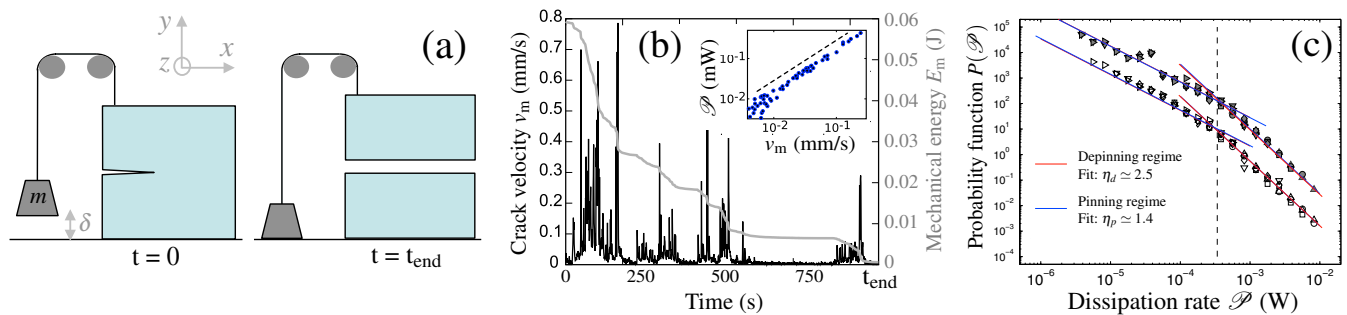 y
x
z
(a)
m
δ
t = 0
t = t_end
(b)
Crack velocity v_m (mm/s)
0.8
0.7
0.6
0.5
0.4
0.3
0.2
0.1
0
0
250
500
750
t_end
Time (s)
Mechanical energy E_m (J)
0.06
0.05
0.04
0.03
0.02
0.01
0
𝒫 (mW)
10^-1
10^-2
10^-2
10^-1
v_m (mm/s)
(c)
Probability function P(𝒫)
10^5
10^4
10^3
10^2
10^1
10^0
10^-1
10^-2
10^-3
10^-4
Depinning regime
Fit: η_d ≃ 2.5
Pinning regime
Fit: η_p ≃ 1.4
10^-6
10^-5
10^-4
10^-3
10^-2
Dissipation rate 𝒫 (W)